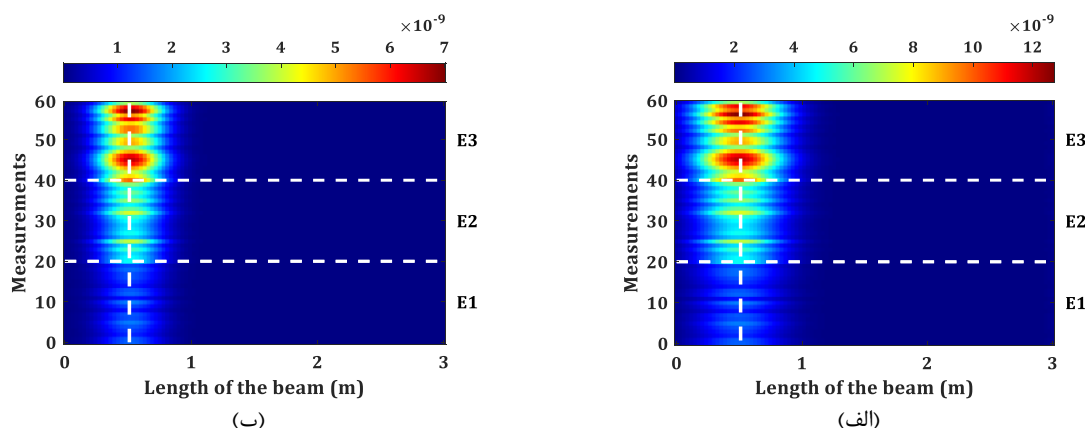 ×10⁻⁹
1 2 3 4 5 6 7
60
50
40
30
20
10
0
Measurements
E3
E2
E1
0 1 2 3
Length of the beam (m)
(ب)
×10⁻⁹
2 4 6 8 10 12
60
50
40
30
20
10
0
Measurements
E3
E2
E1
0 1 2 3
Length of the beam (m)
(الف)